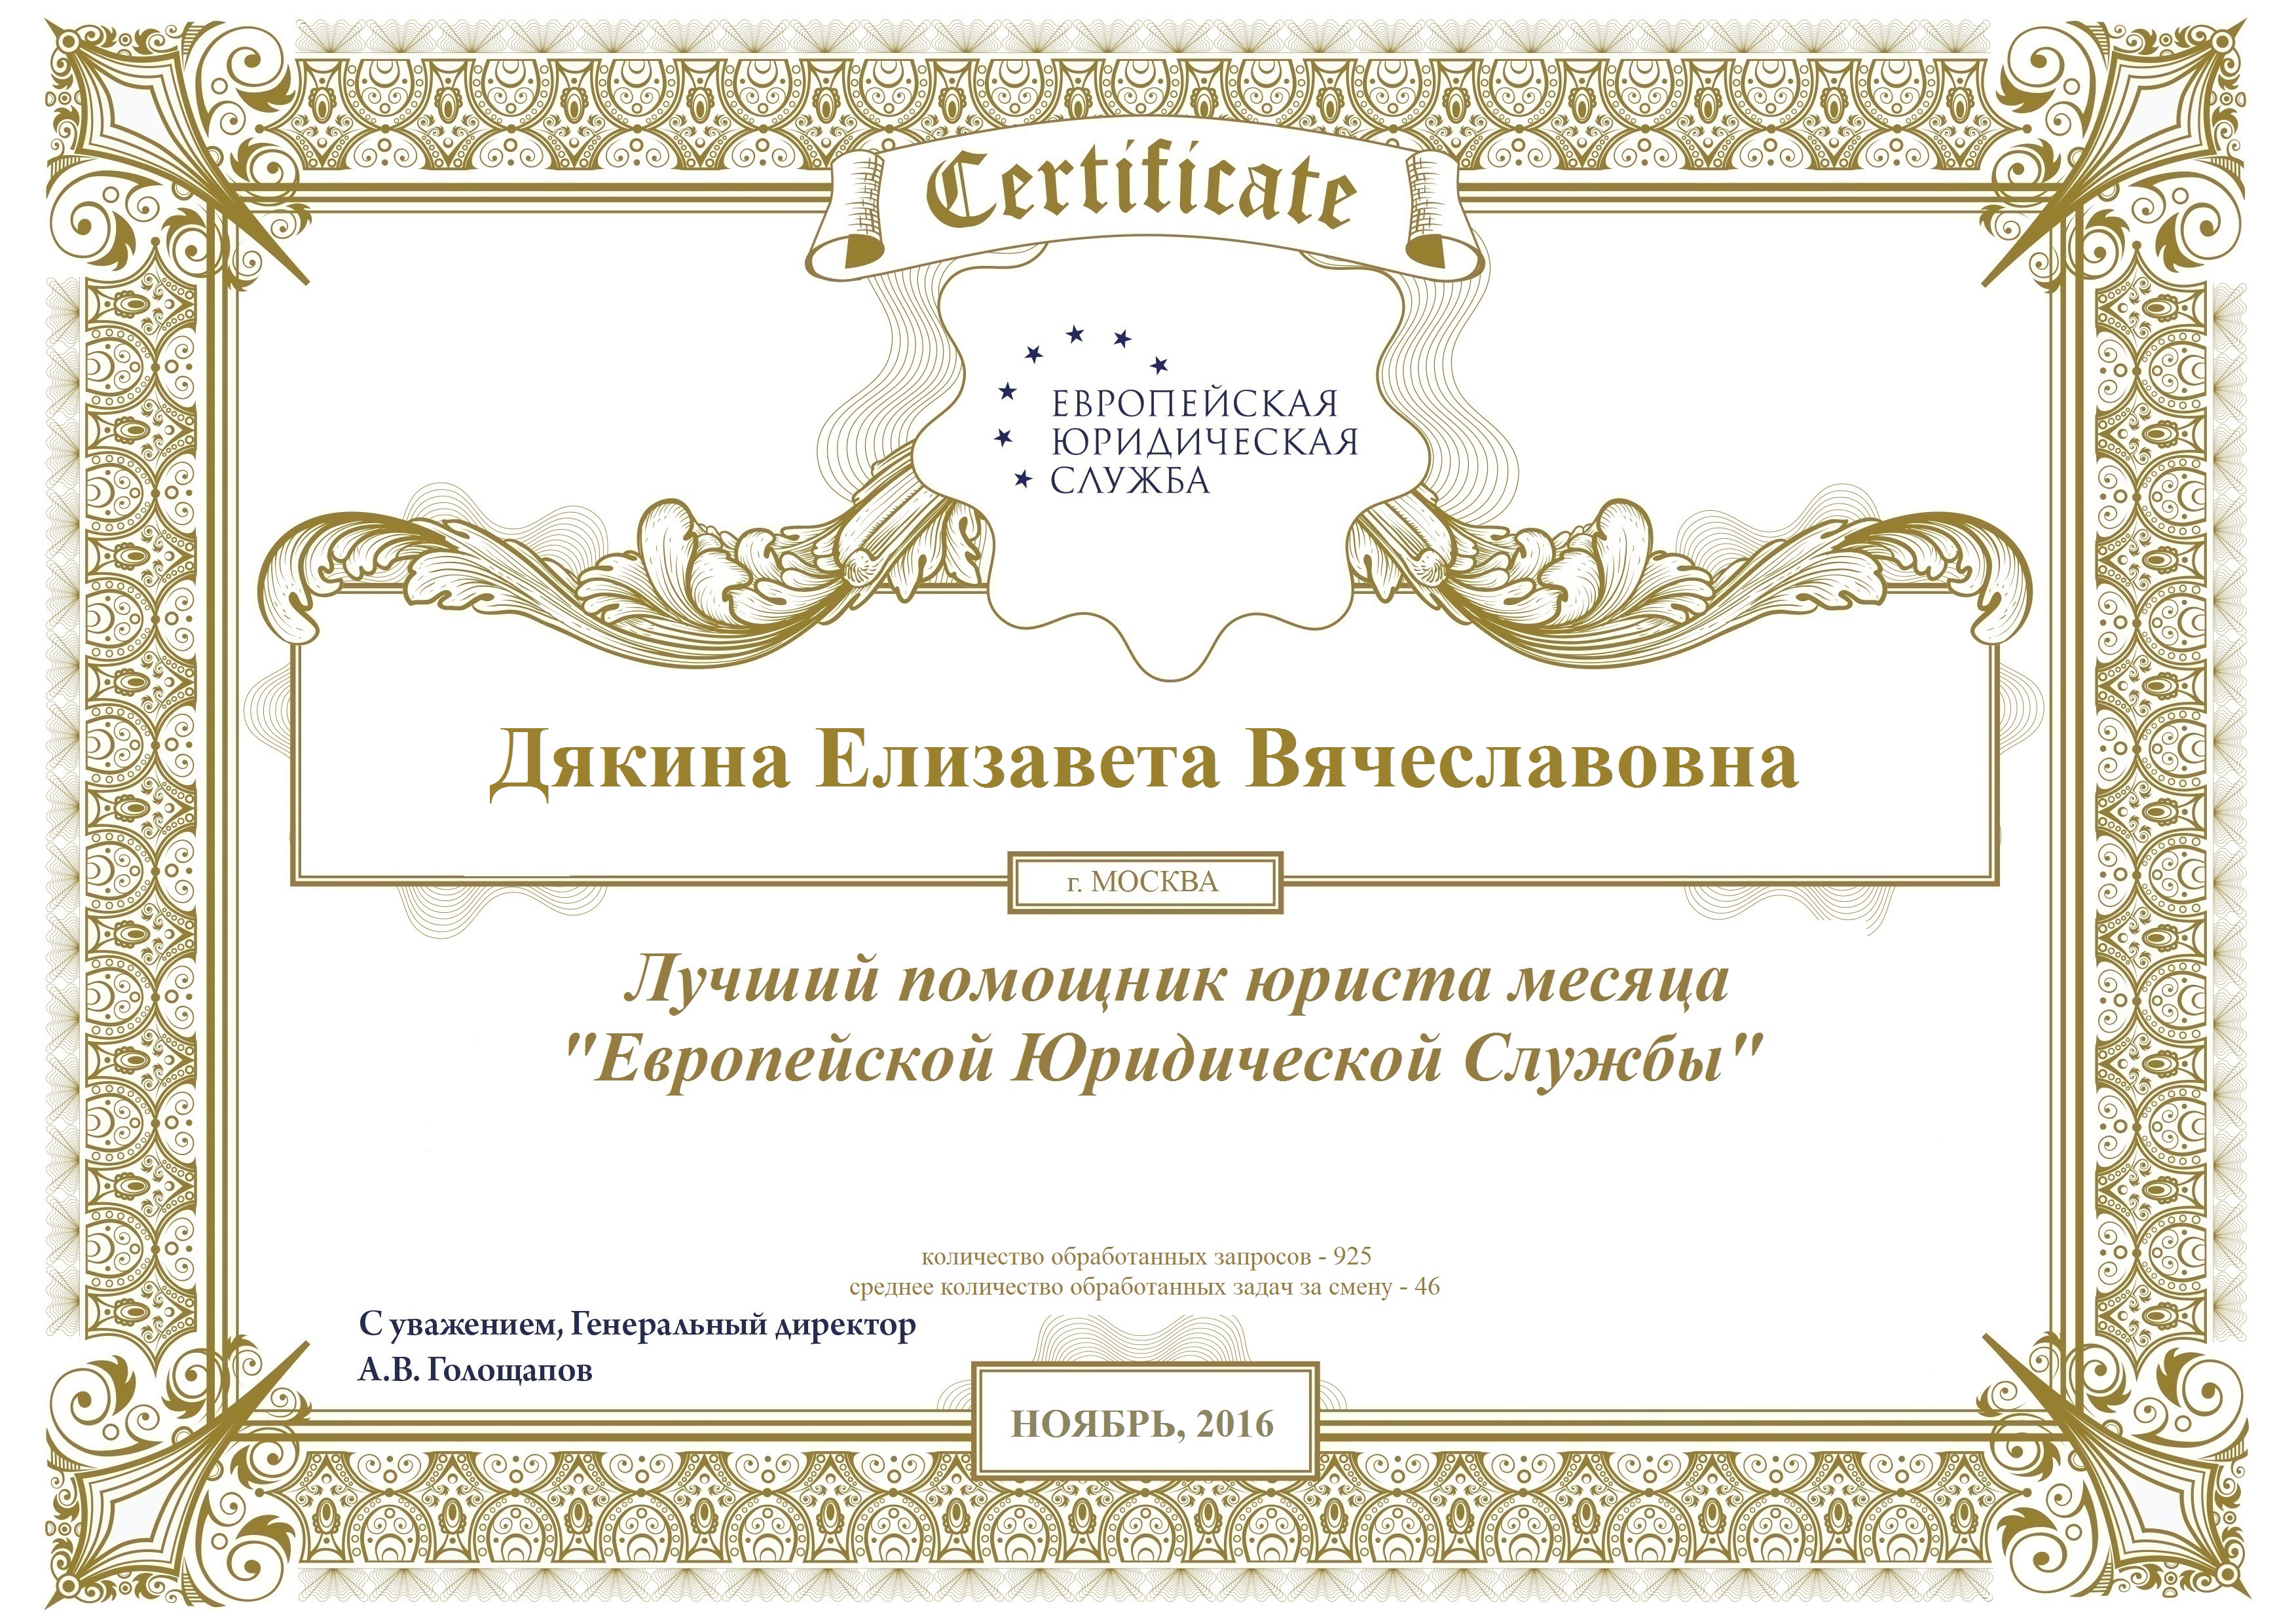 Certificate
ЕВРОПЕЙСКАЯ
ЮРИДИЧЕСКАЯ
СЛУЖБА
Дякина Елизавета Вячеславовна
г. МОСКВА
Лучший помощник юриста месяца
"Европейской Юридической Службы"
количество обработанных запросов - 925
среднее количество обработанных задач за смену - 46
С уважением, Генеральный директор
А.В. Голощапов
НОЯБРЬ, 2016